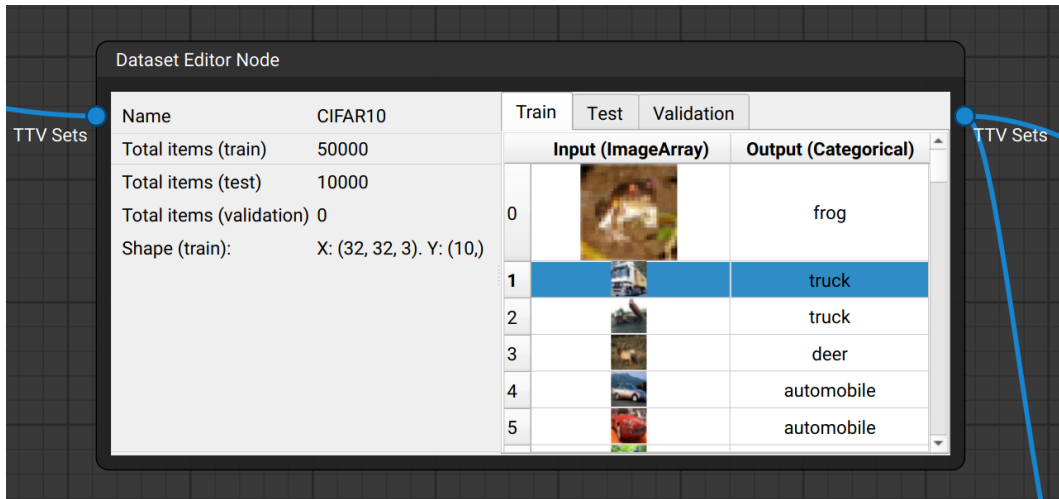 Dataset Editor Node
TTV Sets
Name CIFAR10
Total items (train) 50000
Total items (test) 10000
Total items (validation) 0
Shape (train): X: (32, 32, 3). Y: (10,)
Train Test Validation
Input (ImageArray) Output (Categorical)
0 frog
1 truck
2 truck
3 deer
4 automobile
5 automobile
TTV Sets